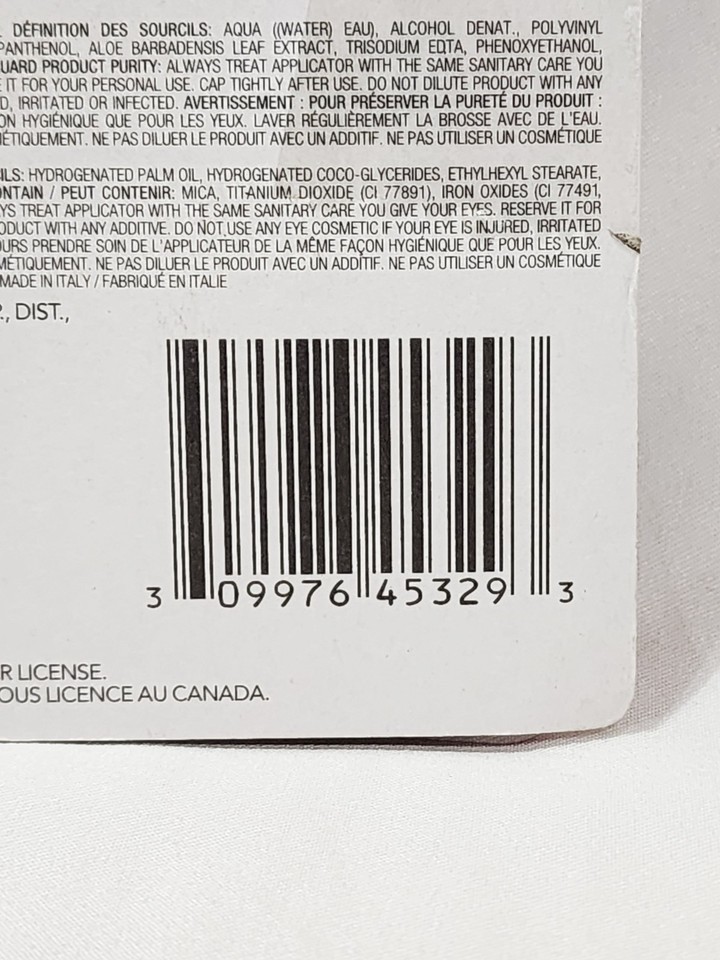 DÉFINITION DES SOURCILS: AQUA ((WATER) EAU), ALCOHOL DENAT., POLYVINYL
PANTHENOL, ALOE BARBADENSIS LEAF EXTRACT, TRISODIUM EDTA, PHENOXYETHANOL,
UARD PRODUCT PURITY: ALWAYS TREAT APPLICATOR WITH THE SAME SANITARY CARE YOU
E IT FOR YOUR PERSONAL USE. CAP TIGHTLY AFTER USE. DO NOT DILUTE PRODUCT WITH ANY
D, IRRITATED OR INFECTED. AVERTISSEMENT : POUR PRÉSERVER LA PURETÉ DU PRODUIT :
ON HYGIÉNIQUE QUE POUR LES YEUX. LAVER RÉGULIÈREMENT LA BROSSE AVEC DE L'EAU.
ÉTIQUEMENT. NE PAS DILUER LE PRODUIT AVEC UN ADDITIF. NE PAS UTILISER UN COSMÉTIQUE
ILS: HYDROGENATED PALM OIL, HYDROGENATED COCO-GLYCERIDES, ETHYLHEXYL STEARATE,
ONTAIN / PEUT CONTENIR: MICA, TITANIUM DIOXIDE (CI 77891), IRON OXIDES (CI 77491,
YS TREAT APPLICATOR WITH THE SAME SANITARY CARE YOU GIVE YOUR EYES. RESERVE IT FOR
ODUCT WITH ANY ADDITIVE. DO NOT USE ANY EYE COSMETIC IF YOUR EYE IS INJURED, IRRITATED
OURS PRENDRE SOIN DE L'APPLICATEUR DE LA MÊME FAÇON HYGIÉNIQUE QUE POUR LES YEUX.
MÉTIQUEMENT. NE PAS DILUER LE PRODUIT AVEC UN ADDITIF. NE PAS UTILISER UN COSMÉTIQUE
MADE IN ITALY / FABRIQUÉ EN ITALIE
., DIST.,
3 09976 45329 3
R LICENSE.
OUS LICENCE AU CANADA.